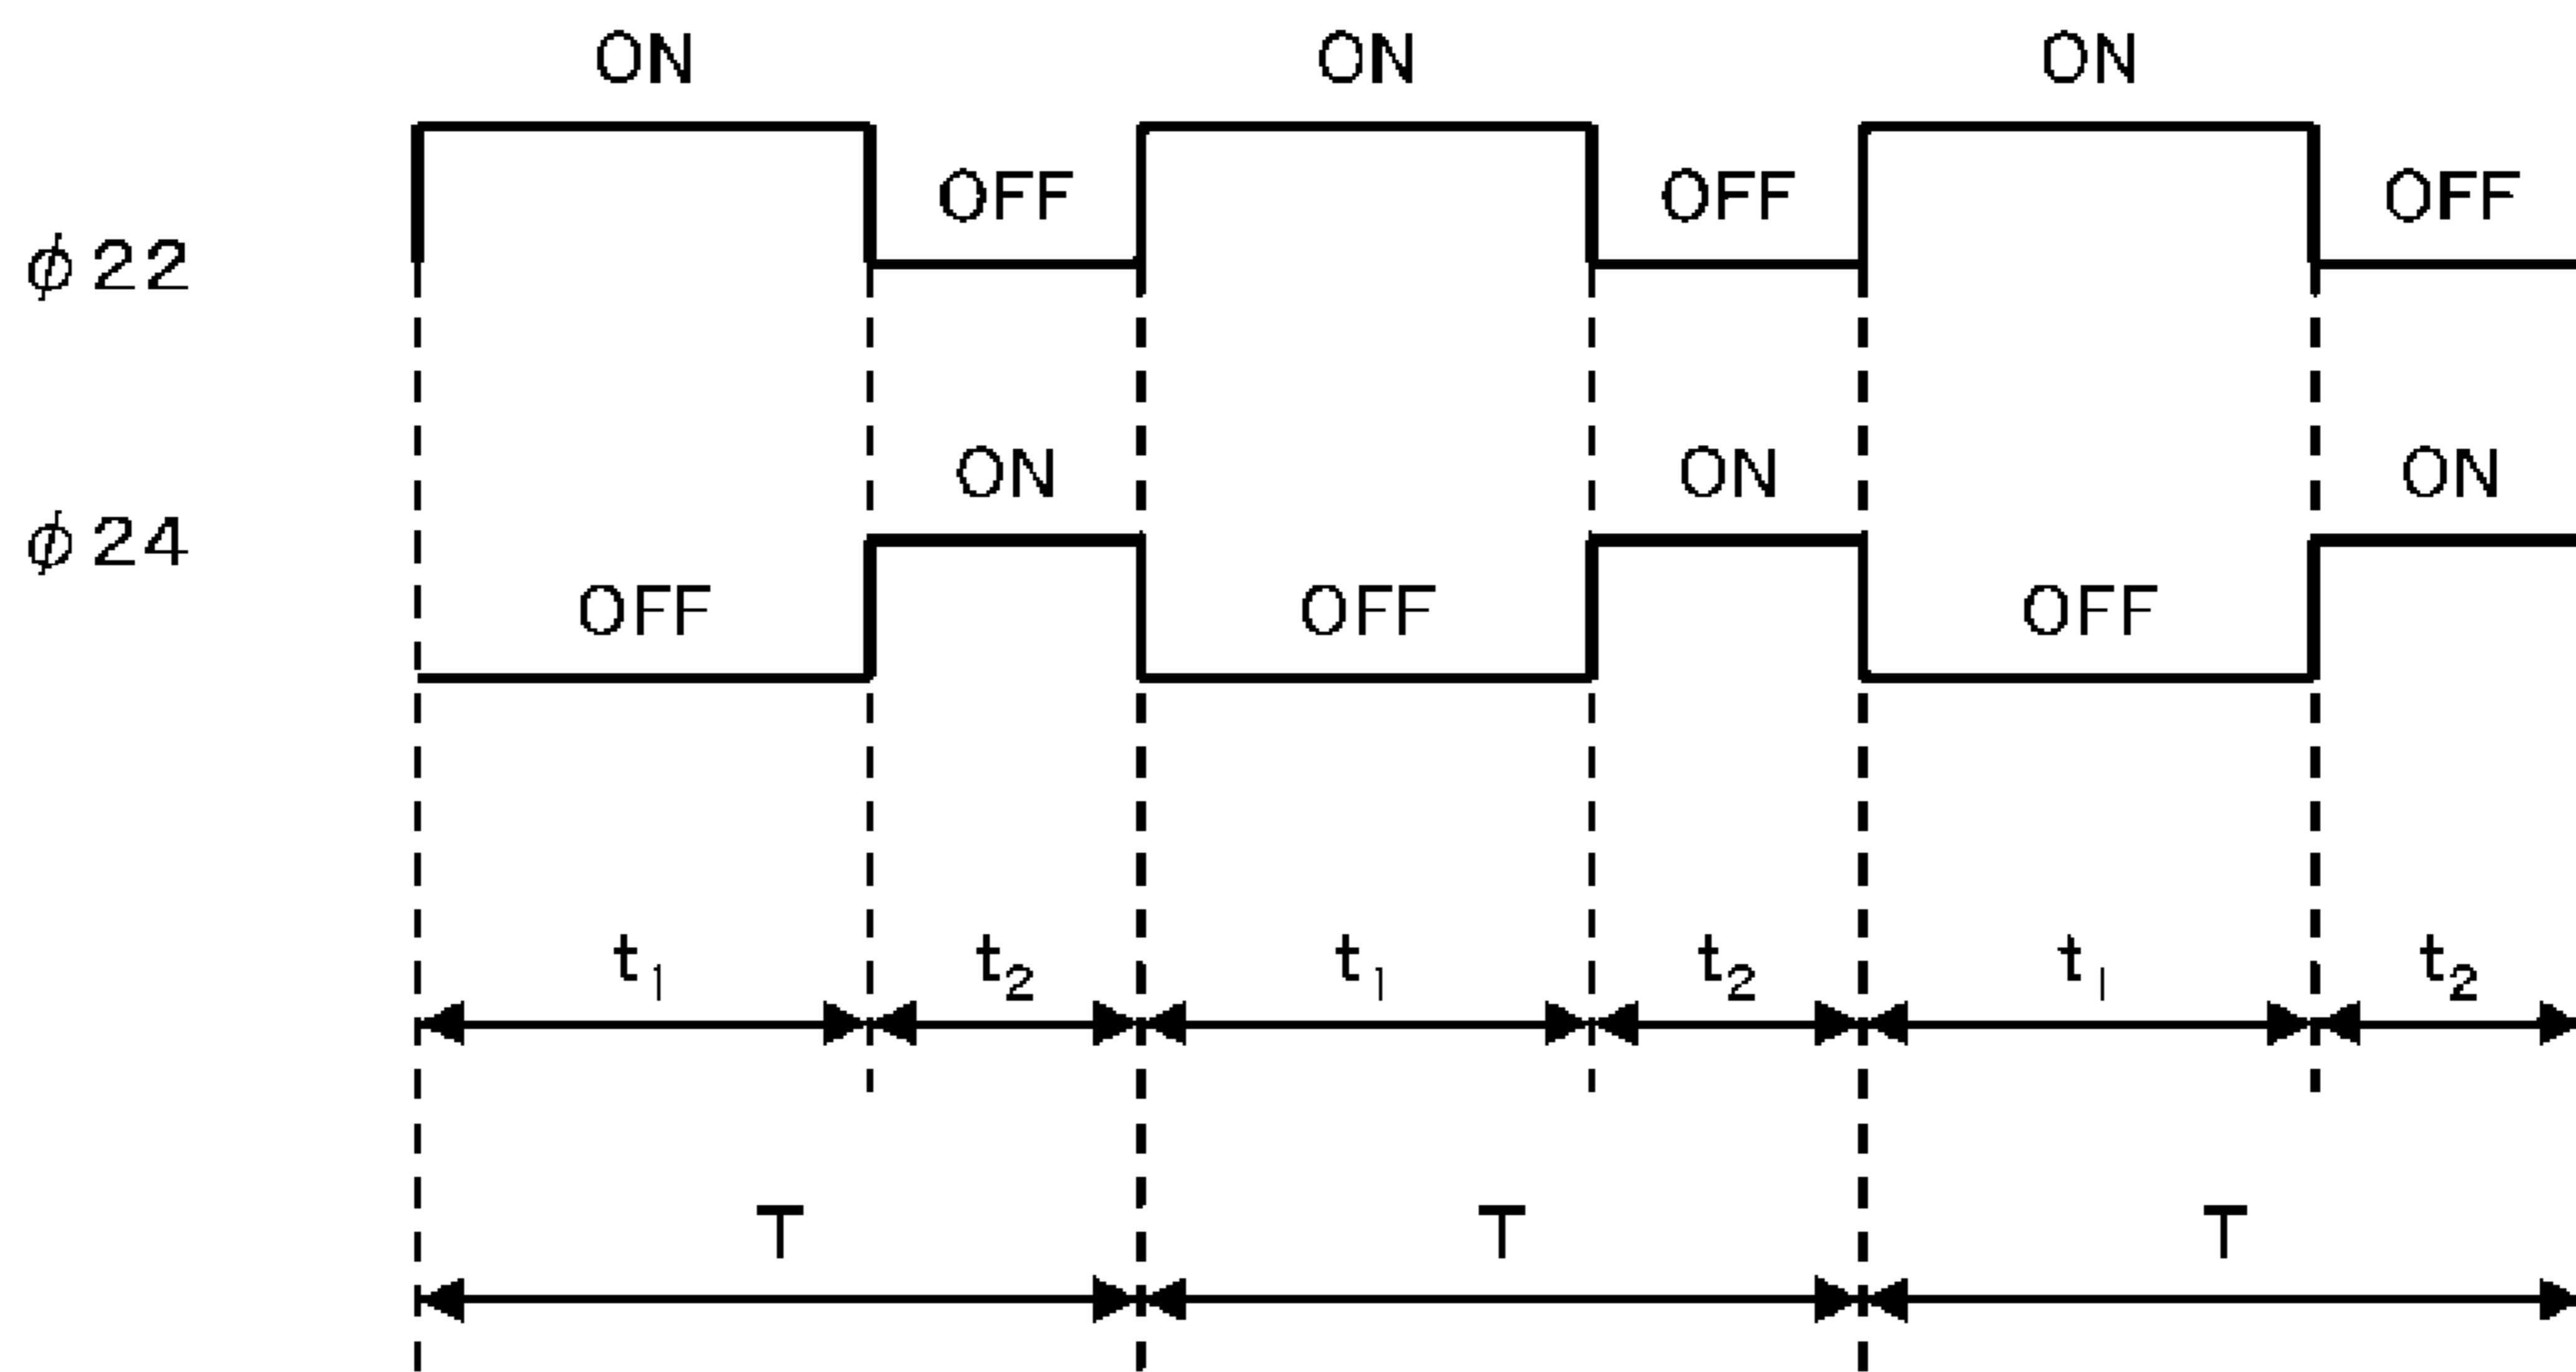 ON ON ON
OFF OFF OFF
ϕ22
ON ON ON
ϕ24
OFF OFF OFF
t₁ t₂ t₁ t₂ t₁ t₂
T T T